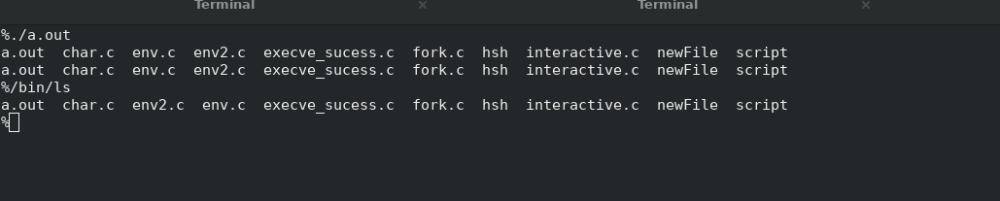 Terminal × Terminal ×
%./a.out
a.out  char.c  env.c  env2.c  execve_sucess.c  fork.c  hsh  interactive.c  newFile  script
a.out  char.c  env.c  env2.c  execve_sucess.c  fork.c  hsh  interactive.c  newFile  script
%/bin/ls
a.out  char.c  env2.c  env.c  execve_sucess.c  fork.c  hsh  interactive.c  newFile  script
%